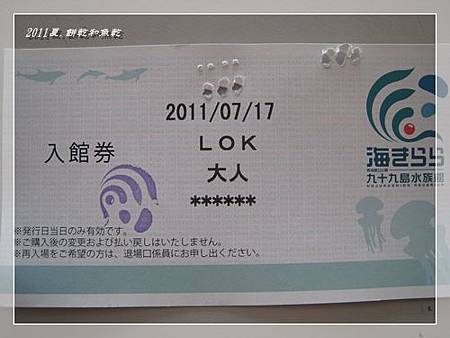 2011夏.餅乾和魚乾
2011/07/17
入館券
LOK
大人
******
海きらら
九十九島水族館
※発行日当日のみ有効です。
※ご購入後の変更および払い戻しはいたしません。
※再入場をご希望の方は、退場口係員にお申し出ください。